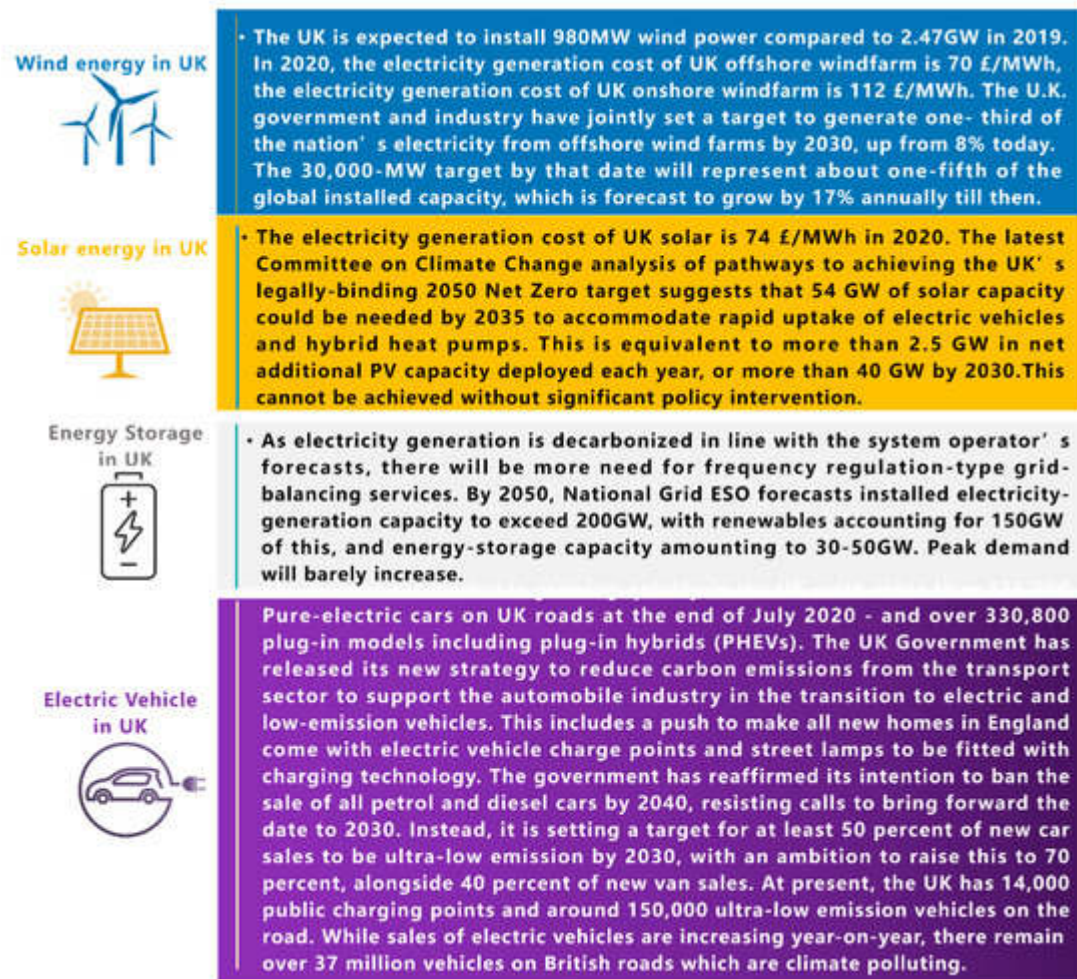 Wind energy in UK
• The UK is expected to install 980MW wind power compared to 2.47GW in 2019.
In 2020, the electricity generation cost of UK offshore windfarm is 70 £/MWh,
the electricity generation cost of UK onshore windfarm is 112 £/MWh. The U.K.
government and industry have jointly set a target to generate one- third of
the nation' s electricity from offshore wind farms by 2030, up from 8% today.
The 30,000-MW target by that date will represent about one-fifth of the
global installed capacity, which is forecast to grow by 17% annually till then.
Solar energy in UK
• The electricity generation cost of UK solar is 74 £/MWh in 2020. The latest
Committee on Climate Change analysis of pathways to achieving the UK' s
legally-binding 2050 Net Zero target suggests that 54 GW of solar capacity
could be needed by 2035 to accommodate rapid uptake of electric vehicles
and hybrid heat pumps. This is equivalent to more than 2.5 GW in net
additional PV capacity deployed each year, or more than 40 GW by 2030.This
cannot be achieved without significant policy intervention.
Energy Storage
in UK
• As electricity generation is decarbonized in line with the system operator' s
forecasts, there will be more need for frequency regulation-type grid-
balancing services. By 2050, National Grid ESO forecasts installed electricity-
generation capacity to exceed 200GW, with renewables accounting for 150GW
of this, and energy-storage capacity amounting to 30-50GW. Peak demand
will barely increase.
Electric Vehicle
in UK
Pure-electric cars on UK roads at the end of July 2020 - and over 330,800
plug-in models including plug-in hybrids (PHEVs). The UK Government has
released its new strategy to reduce carbon emissions from the transport
sector to support the automobile industry in the transition to electric and
low-emission vehicles. This includes a push to make all new homes in England
come with electric vehicle charge points and street lamps to be fitted with
charging technology. The government has reaffirmed its intention to ban the
sale of all petrol and diesel cars by 2040, resisting calls to bring forward the
date to 2030. Instead, it is setting a target for at least 50 percent of new car
sales to be ultra-low emission by 2030, with an ambition to raise this to 70
percent, alongside 40 percent of new van sales. At present, the UK has 14,000
public charging points and around 150,000 ultra-low emission vehicles on the
road. While sales of electric vehicles are increasing year-on-year, there remain
over 37 million vehicles on British roads which are climate polluting.